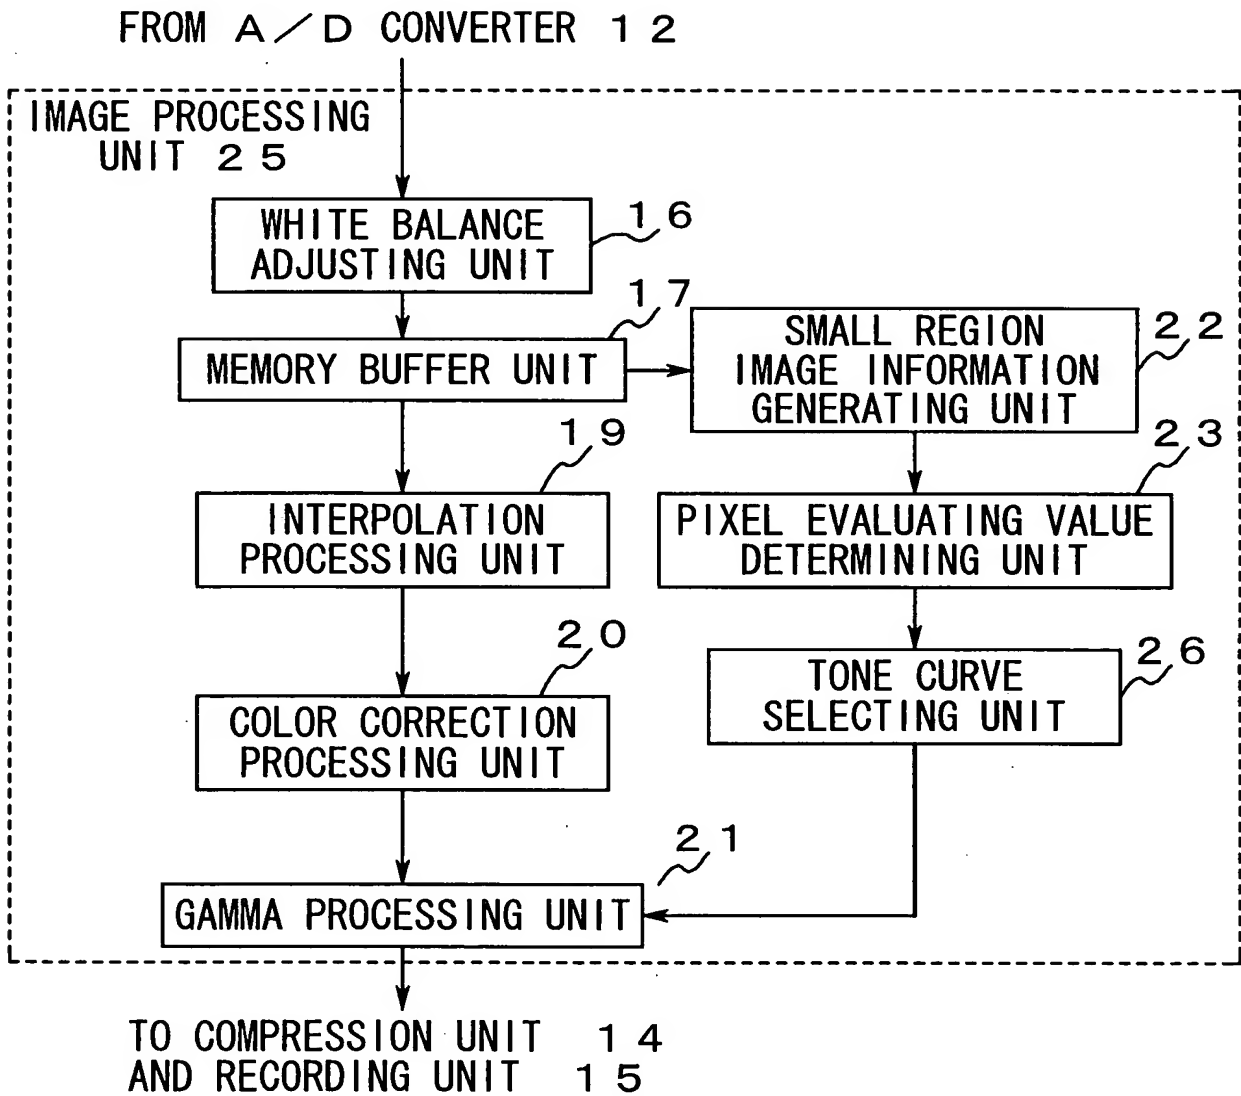 FROM A/D CONVERTER 12
IMAGE PROCESSING
UNIT 25
WHITE BALANCE
ADJUSTING UNIT
16
MEMORY BUFFER UNIT
17
SMALL REGION
IMAGE INFORMATION
GENERATING UNIT
22
INTERPOLATION
PROCESSING UNIT
19
PIXEL EVALUATING VALUE
DETERMINING UNIT
23
COLOR CORRECTION
PROCESSING UNIT
20
TONE CURVE
SELECTING UNIT
26
GAMMA PROCESSING UNIT
21
TO COMPRESSION UNIT 14
AND RECORDING UNIT 15